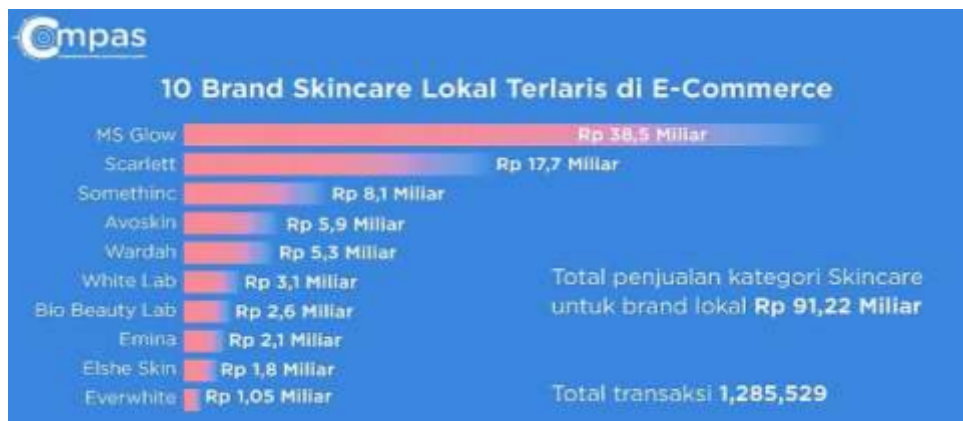 Compas
10 Brand Skincare Lokal Terlaris di E-Commerce
MS Glow Rp 38,5 Miliar
Scarlett Rp 17,7 Miliar
Somethinc Rp 8,1 Miliar
Avoskin Rp 5,9 Miliar
Wardah Rp 5,3 Miliar
White Lab Rp 3,1 Miliar
Bio Beauty Lab Rp 2,6 Miliar
Emina Rp 2,1 Miliar
Elshe Skin Rp 1,8 Miliar
Everwhite Rp 1,05 Miliar
Total penjualan kategori Skincare
untuk brand lokal Rp 91,22 Miliar
Total transaksi 1,285,529